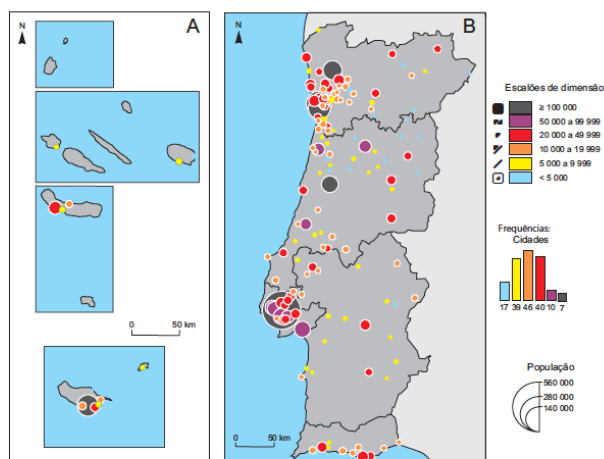 N
A
0
50 km
N
B
0
50 km
Escalões de dimensão
≥ 100 000
50 000 a 99 999
20 000 a 49 999
10 000 a 19 999
5 000 a 9 999
< 5 000
Frequências:
Cidades
17 39 46 40 10 7
População
560 000
280 000
140 000